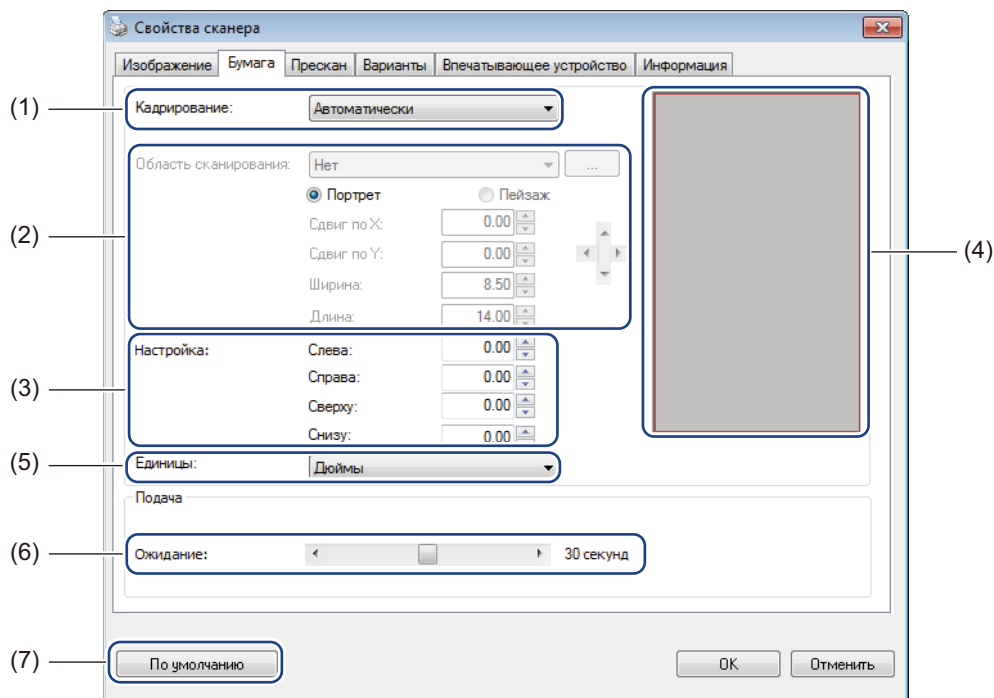 Свойства сканера
Изображение Бумага Прескан Варианты Впечатывающее устройство Информация
(1) Кадрирование: Автоматически
Область сканирования: Нет ...
Портрет Пейзаж
(2) Сдвиг по X: 0.00
Сдвиг по Y: 0.00 (4)
Ширина: 8.50
Длина: 14.00
Настройка: Слева: 0.00
(3) Справа: 0.00
Сверху: 0.00
Снизу: 0.00
(5) Единицы: Дюймы
Подача
(6) Ожидание: 30 секунд
(7) По умолчанию OK Отменить